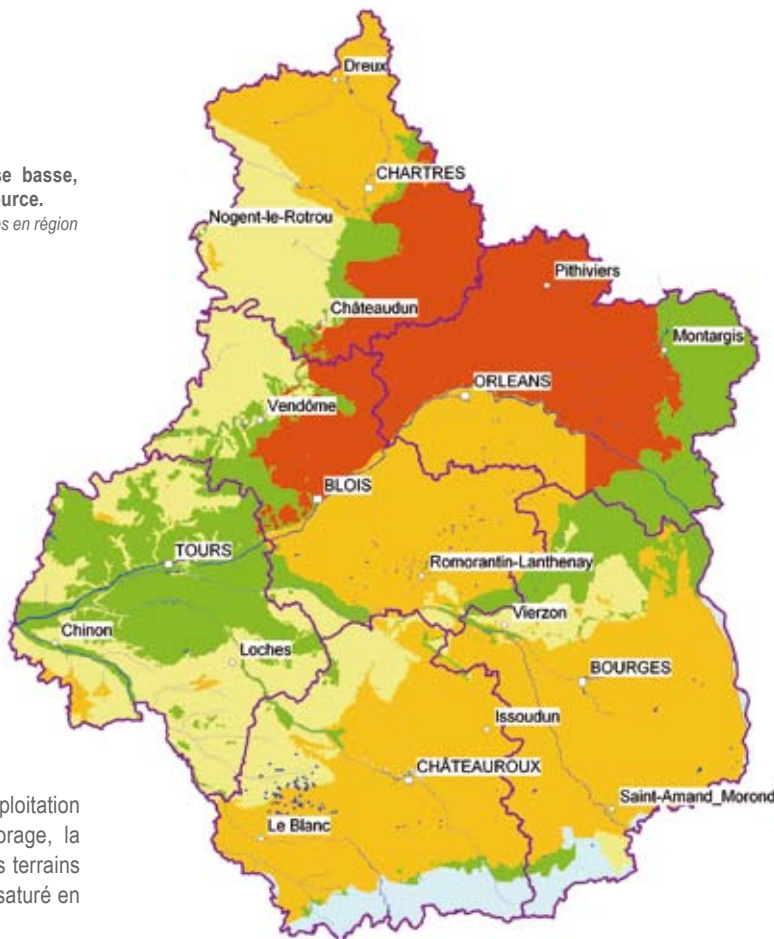 Dreux
se basse,
CHARTRES
urce.
Nogent-le-Rotrou
es en région
Pithiviers
Châteaudun
Montargis
ORLEANS
Vendôme
BLOIS
TOURS
Romorantin-Lanthenay
Vierzon
Chinon
Loches
BOURGES
Issoudun
CHÂTEAUROUX
ploitation
Saint-Amand_Morond
orage, la
Le Blanc
s terrains
saturé en